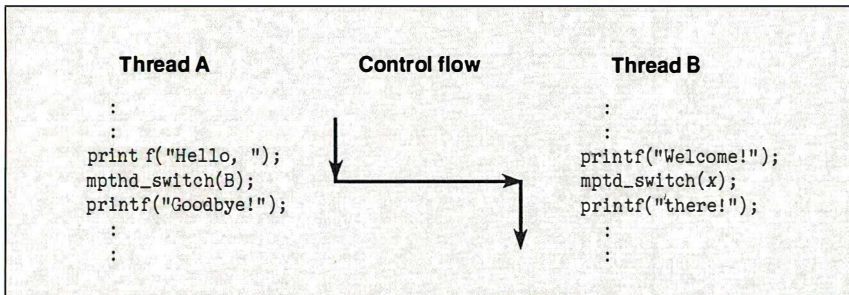 Thread A Control flow Thread B
: :
: :
print f("Hello, "); printf("Welcome!");
mpthd_switch(B); mptd_switch(x);
printf("Goodbye!"); printf("there!");
: :
: :